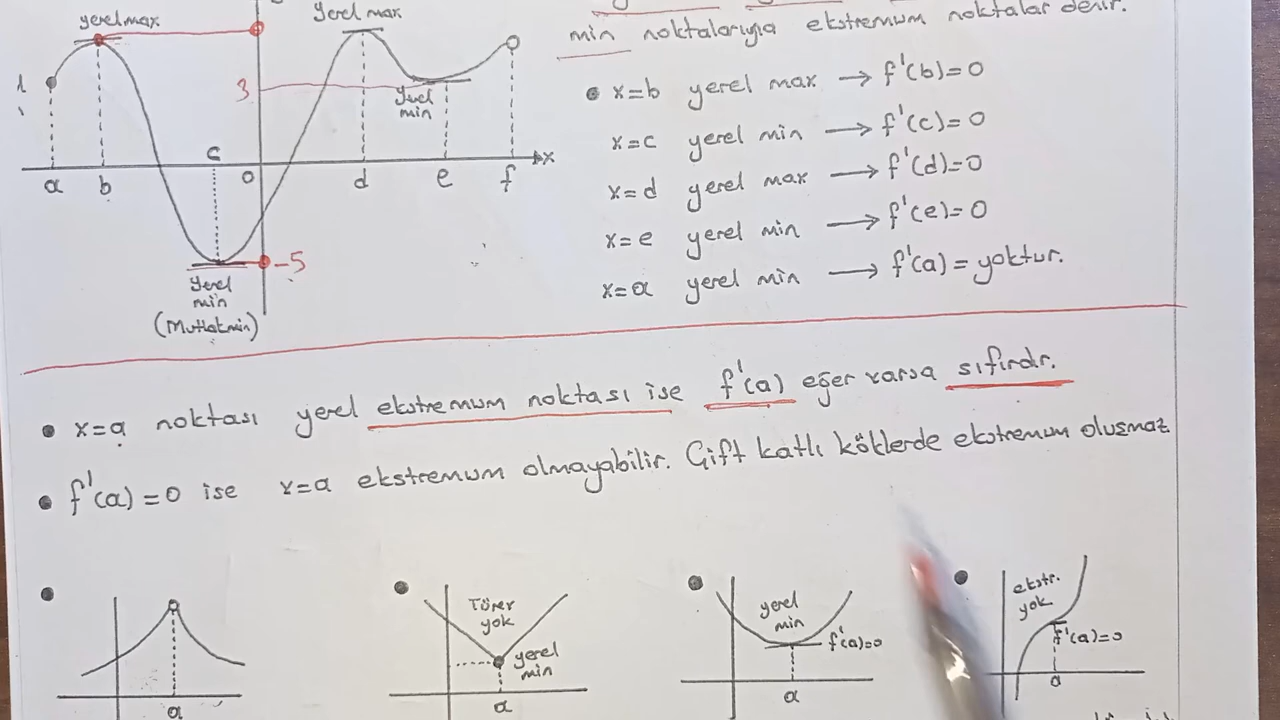 yerel max
yerel max
min noktalarıyla ekstremum noktalar denir.
3
yerel
min
a b c 0 d e f x
-5
yerel
min
(Mutlak min)
x=b yerel max → f'(b)=0
x=c yerel min → f'(c)=0
x=d yerel max → f'(d)=0
x=e yerel min → f'(e)=0
x=a yerel min → f'(a)= yoktur.
x=a noktası yerel ekstremum noktası ise f'(a) eğer varsa sıfırdır.
f'(a)=0 ise x=a ekstremum olmayabilir. Çift katlı köklerde ekstremum oluşmaz
a
Türev
yok
yerel
min
a
yerel
min
f'(a)=0
a
ekstr.
yok
f'(a)=0
a